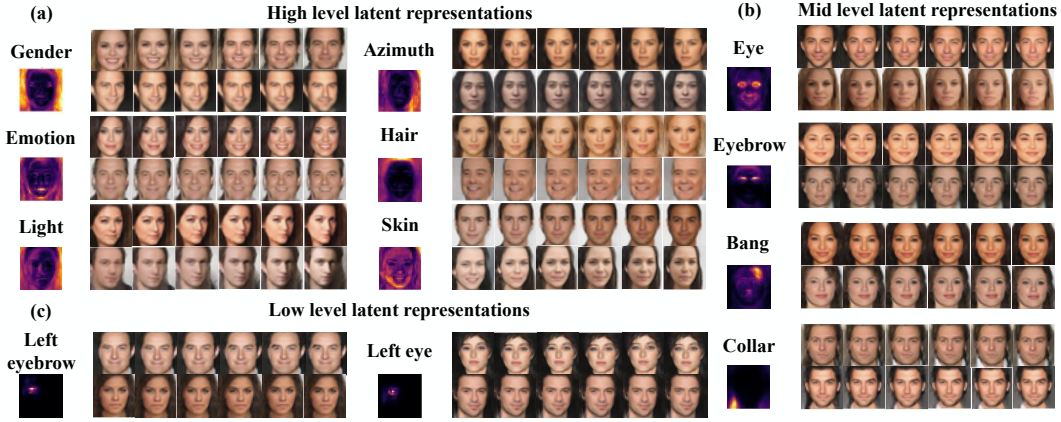 (a)
High level latent representations
Gender
Azimuth
Emotion
Hair
Light
Skin
(b)
Mid level latent representations
Eye
Eyebrow
Bang
Collar
(c)
Low level latent representations
Left
eyebrow
Left eye